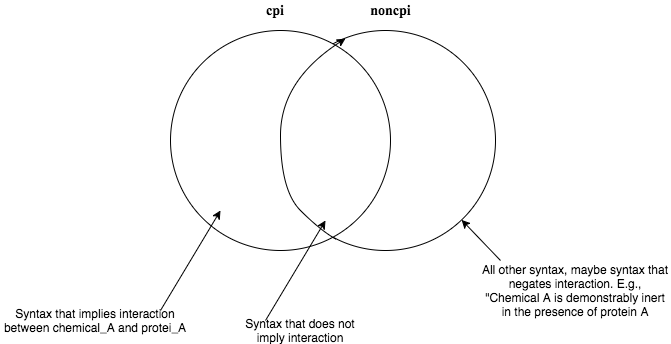 cpi
noncpi
Syntax that implies interaction
between chemical_A and protei_A
Syntax that does not
imply interaction
All other syntax, maybe syntax that
negates interaction. E.g.,
"Chemical A is demonstrably inert
in the presence of protein A